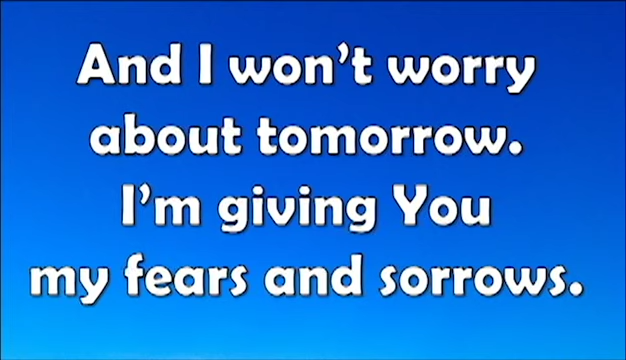 And I won’t worry
about tomorrow.
I’m giving You
my fears and sorrows.